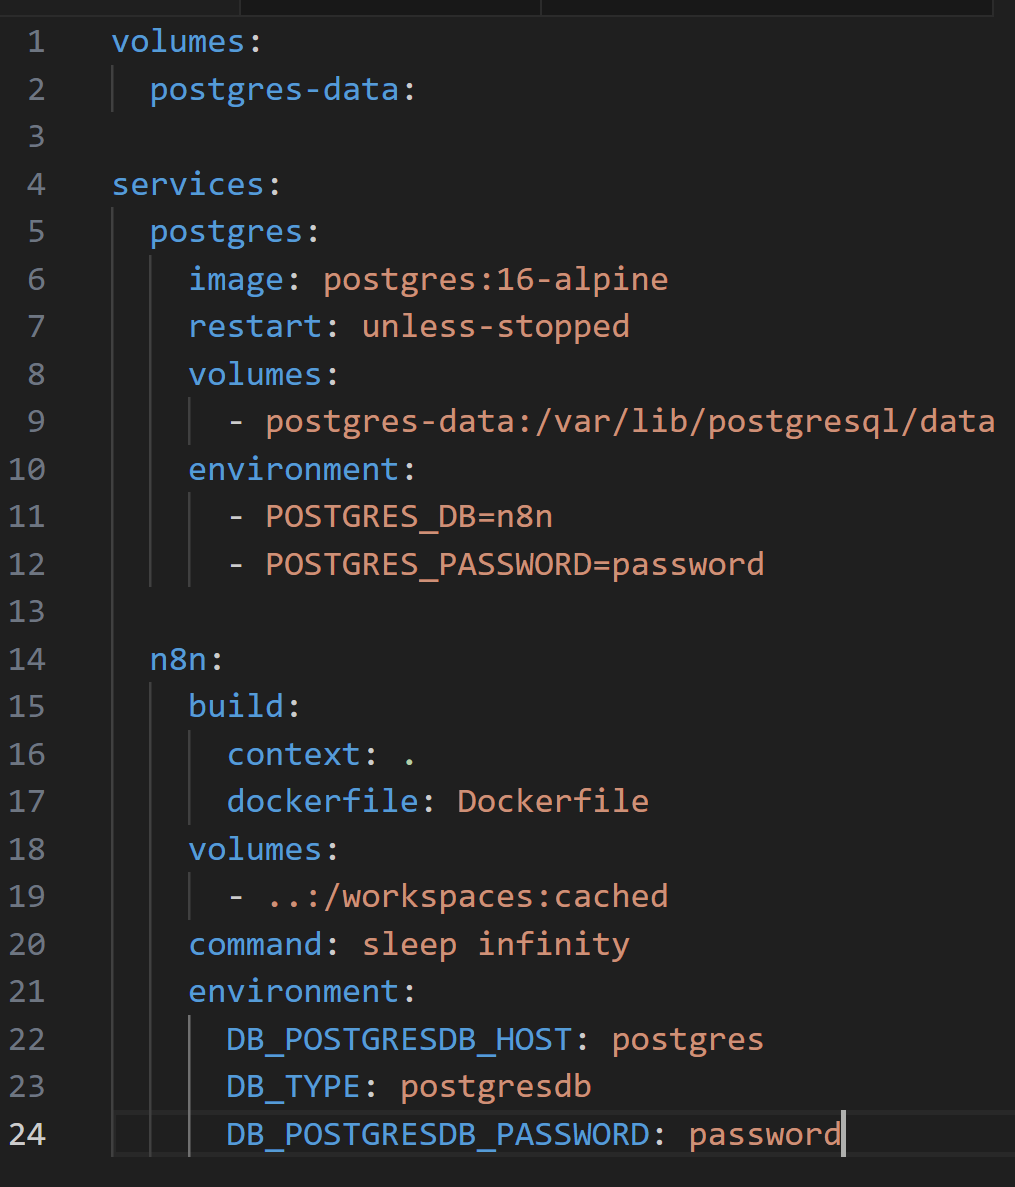 1 volumes:
2   postgres-data:
3
4 services:
5   postgres:
6     image: postgres:16-alpine
7     restart: unless-stopped
8     volumes:
9       - postgres-data:/var/lib/postgresql/data
10     environment:
11       - POSTGRES_DB=n8n
12       - POSTGRES_PASSWORD=password
13
14   n8n:
15     build:
16       context: .
17       dockerfile: Dockerfile
18     volumes:
19       - ..:/workspaces:cached
20     command: sleep infinity
21     environment:
22       DB_POSTGRESDB_HOST: postgres
23       DB_TYPE: postgresdb
24       DB_POSTGRESDB_PASSWORD: password